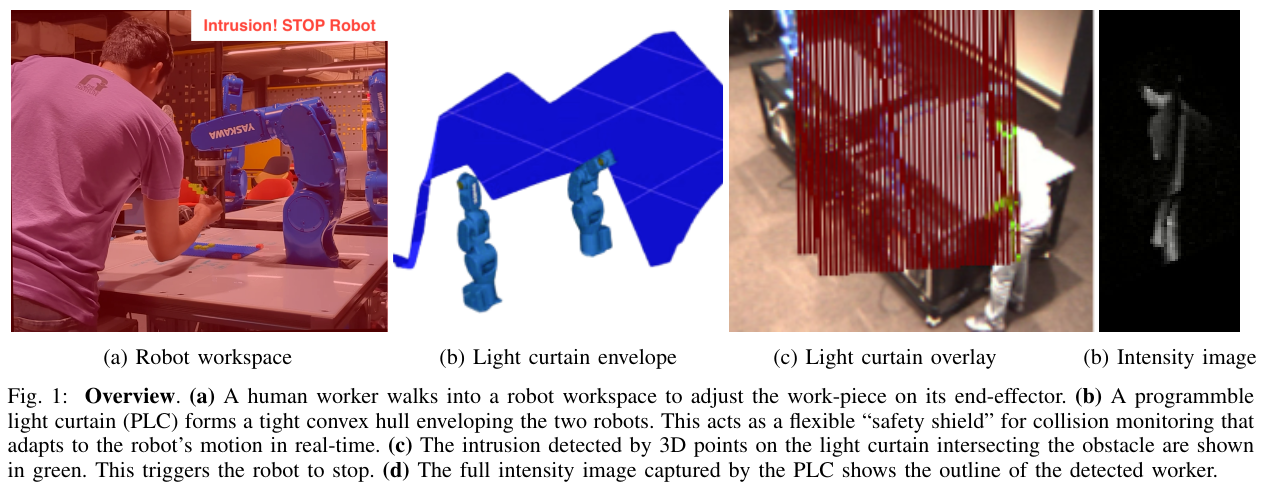 Intrusion! STOP Robot
YASKAWA
(a) Robot workspace
(b) Light curtain envelope
(c) Light curtain overlay
(b) Intensity image
Fig. 1: Overview. (a) A human worker walks into a robot workspace to adjust the work-piece on its end-effector. (b) A programmble
light curtain (PLC) forms a tight convex hull enveloping the two robots. This acts as a flexible “safety shield” for collision monitoring that
adapts to the robot’s motion in real-time. (c) The intrusion detected by 3D points on the light curtain intersecting the obstacle are shown
in green. This triggers the robot to stop. (d) The full intensity image captured by the PLC shows the outline of the detected worker.